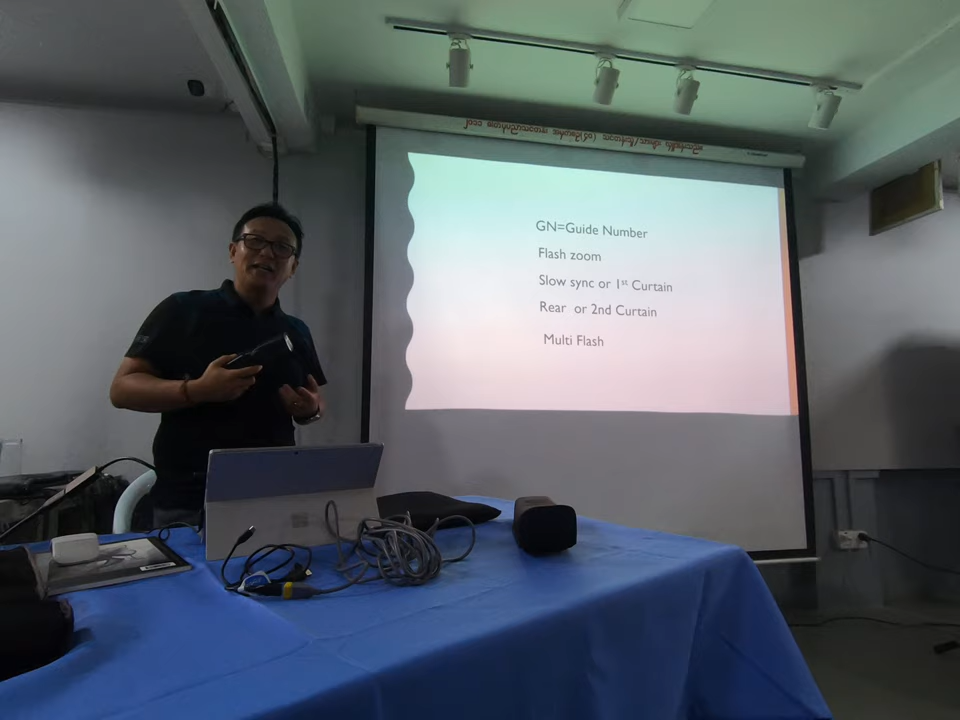 GN=Guide Number
Flash zoom
Slow sync or 1st Curtain
Rear or 2nd Curtain
Multi Flash